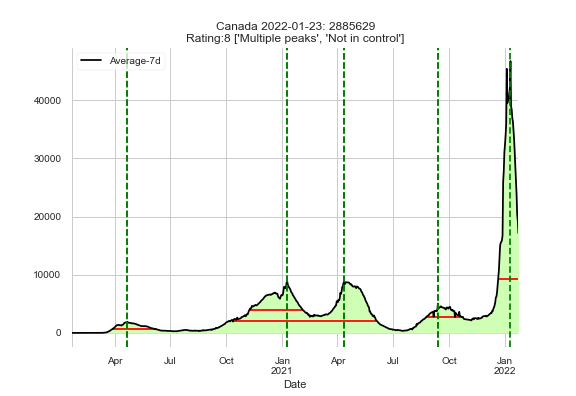 Canada 2022-01-23: 2885629
Rating:8 ['Multiple peaks', 'Not in control']
Average-7d
40000
30000
20000
10000
0
Apr Jul Oct Jan Apr Jul Oct Jan
2021 2022
Date